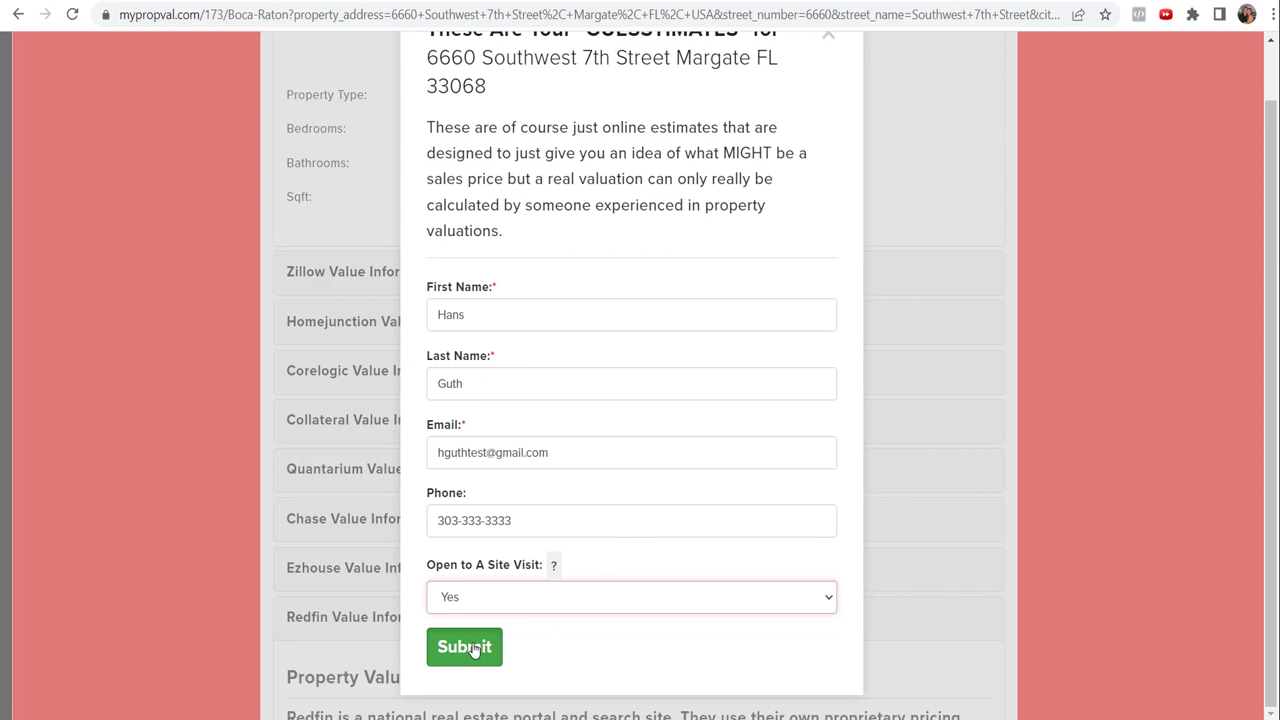 mypropval.com/173/Boca-Raton?property_address=6660+Southwest+7th+Street%2C+Margate%2C+FL%2C+USA&street_number=6660&street_name=Southwest+7th+Street&cit...
These Are Your "GUESSTIMATES" for
6660 Southwest 7th Street Margate FL
33068
Property Type:
Bedrooms:
Bathrooms:
Sqft:
These are of course just online estimates that are
designed to just give you an idea of what MIGHT be a
sales price but a real valuation can only really be
calculated by someone experienced in property
valuations.
Zillow Value Infor
Homejunction Val
Corelogic Value I
Collateral Value I
Quantarium Value
Chase Value Infor
Ezhouse Value Inf
Redfin Value Infor
First Name:*
Hans
Last Name:*
Guth
Email:*
hguthtest@gmail.com
Phone:
303-333-3333
Open to A Site Visit: ?
Yes
Submit
Property Valu
Redfin is a national real estate portal and search site. They use their own proprietary pricing